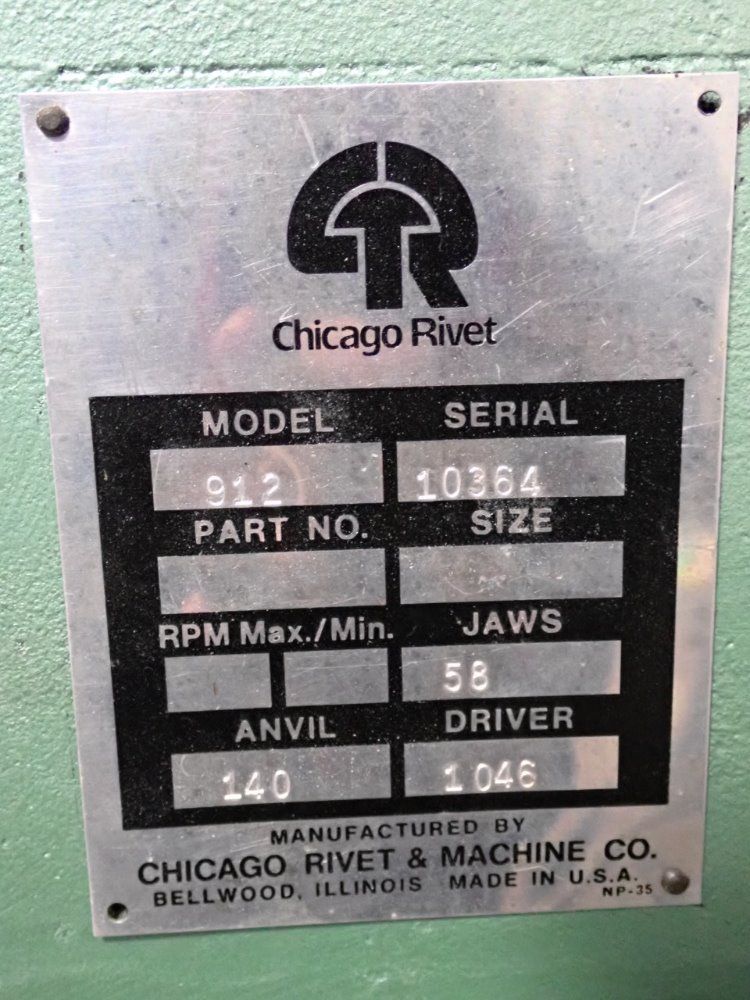 Chicago Rivet
MODEL SERIAL
912 10364
PART NO. SIZE
RPM Max./Min. JAWS
58
ANVIL DRIVER
140 1046
MANUFACTURED BY
CHICAGO RIVET & MACHINE CO.
BELLWOOD, ILLINOIS MADE IN U.S.A.
NP-35